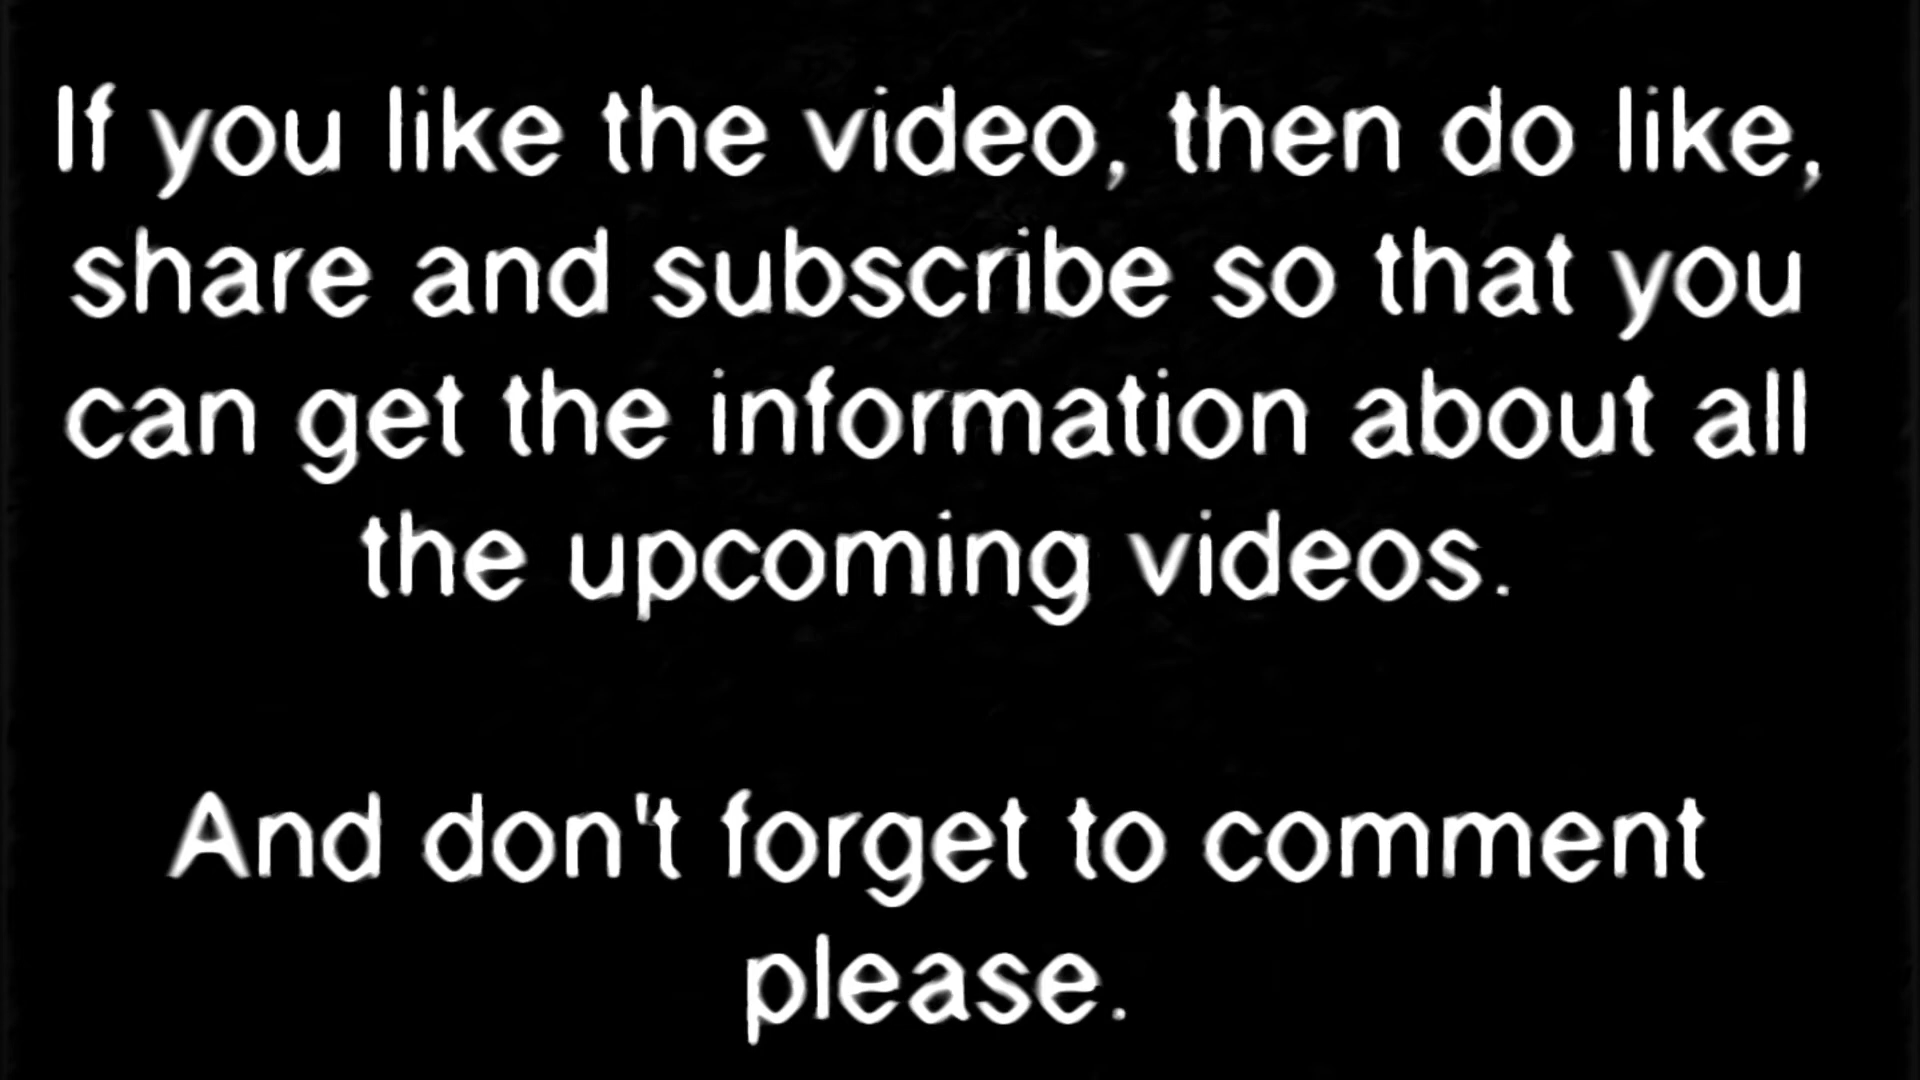 If you like the video, then do like,
share and subscribe so that you
can get the information about all
the upcoming videos.
And don't forget to comment
please.